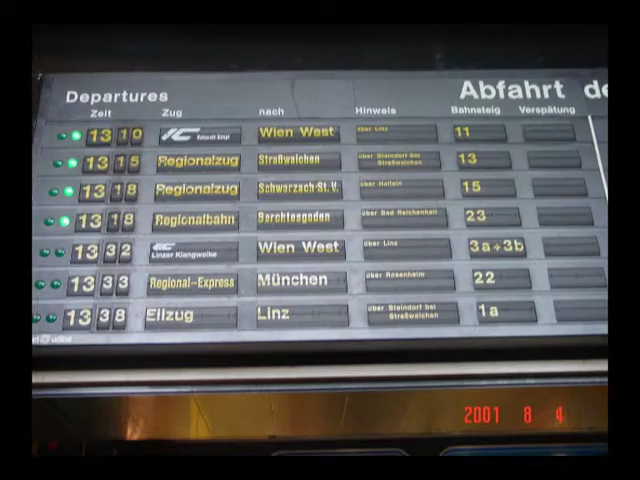 Departures Abfahrt de
Zeit Zug nach Hinweis Bahnsteig Verspätung
13 10 IC Wien West über Linz 11
13 15 Regionalzug Straßwalchen über Steindorf bei Straßwalchen 13
13 18 Regionalzug Schwarzach-St.V. über Hallein 15
13 18 Regionalbahn Berchtesgaden über Bad Reichenhall 23
13 32 Linzer Klangwolke Wien West über Linz 3a+3b
13 33 Regional-Express München über Rosenheim 22
13 38 Eilzug Linz über Steindorf bei Straßwalchen 1a
2001 8 4